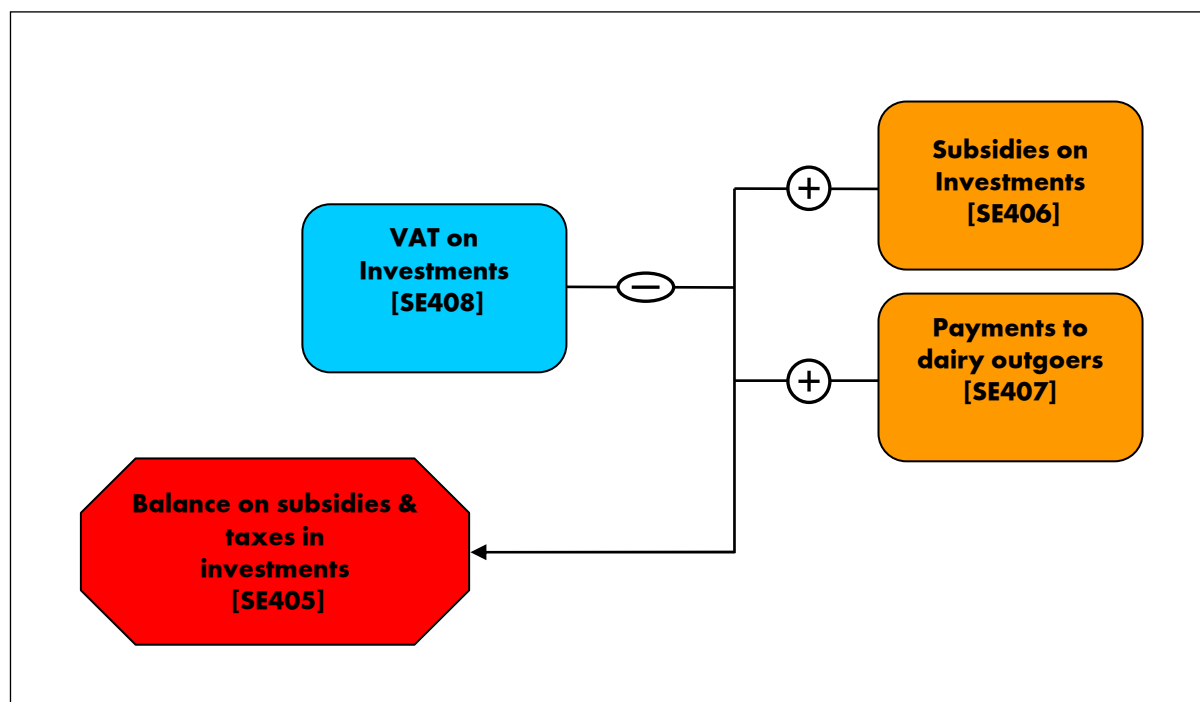 Subsidies on
Investments
[SE406]
+
VAT on
Investments
[SE408]
−
Payments to
dairy outgoers
[SE407]
+
Balance on subsidies &
taxes in
investments
[SE405]